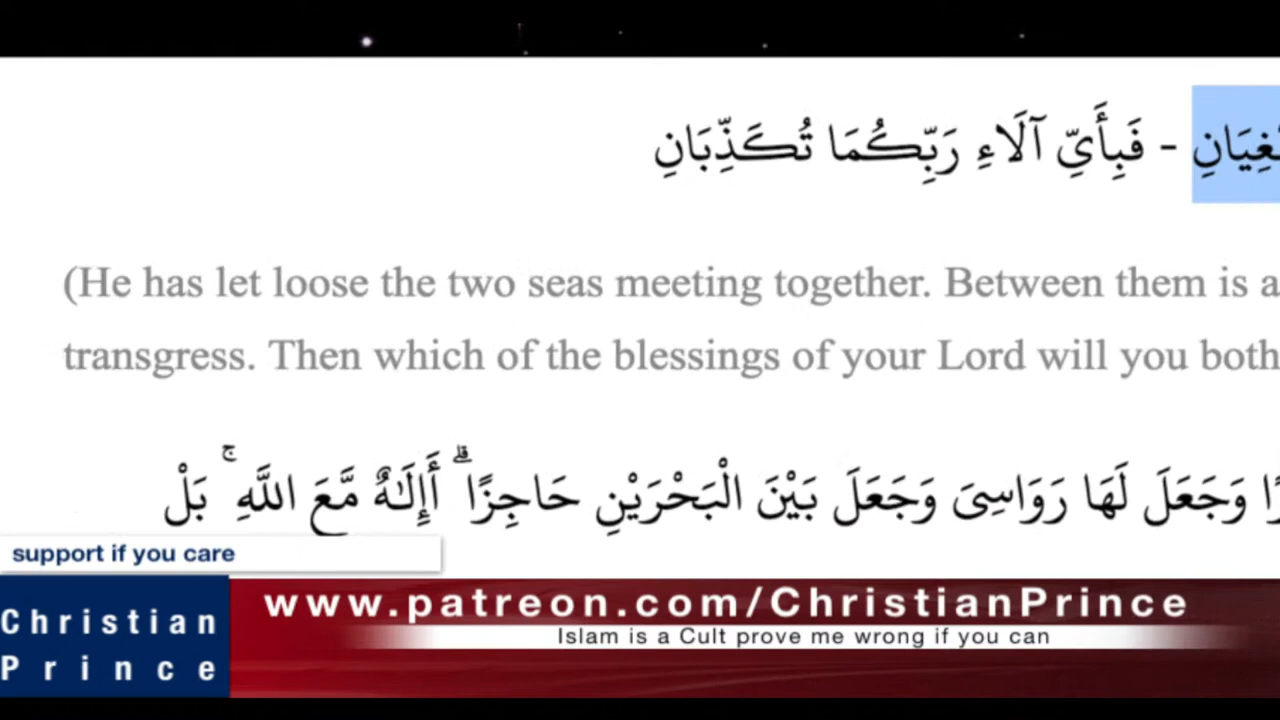 فَبِأَيِّ آلَاءِ رَبِّكُمَا تُكَذِّبَانِ -
(He has let loose the two seas meeting together. Between them is a
transgress. Then which of the blessings of your Lord will you both
وَجَعَلَ لَهَا رَوَاسِىَ وَجَعَلَ بَيْنَ الْبَحْرَيْنِ حَاجِزًا ۗ أَإِلَـٰهٌ مَّعَ اللَّهِ ۚ بَلْ
support if you care
Christian
Prince
www.patreon.com/ChristianPrince
Islam is a Cult prove me wrong if you can